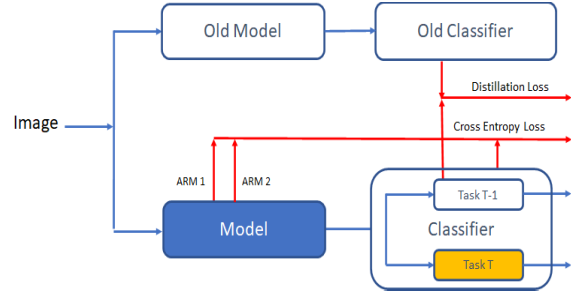 Old Model
Old Classifier
Distillation Loss
Image
Cross Entropy Loss
ARM 1
ARM 2
Task T-1
Model
Classifier
Task T